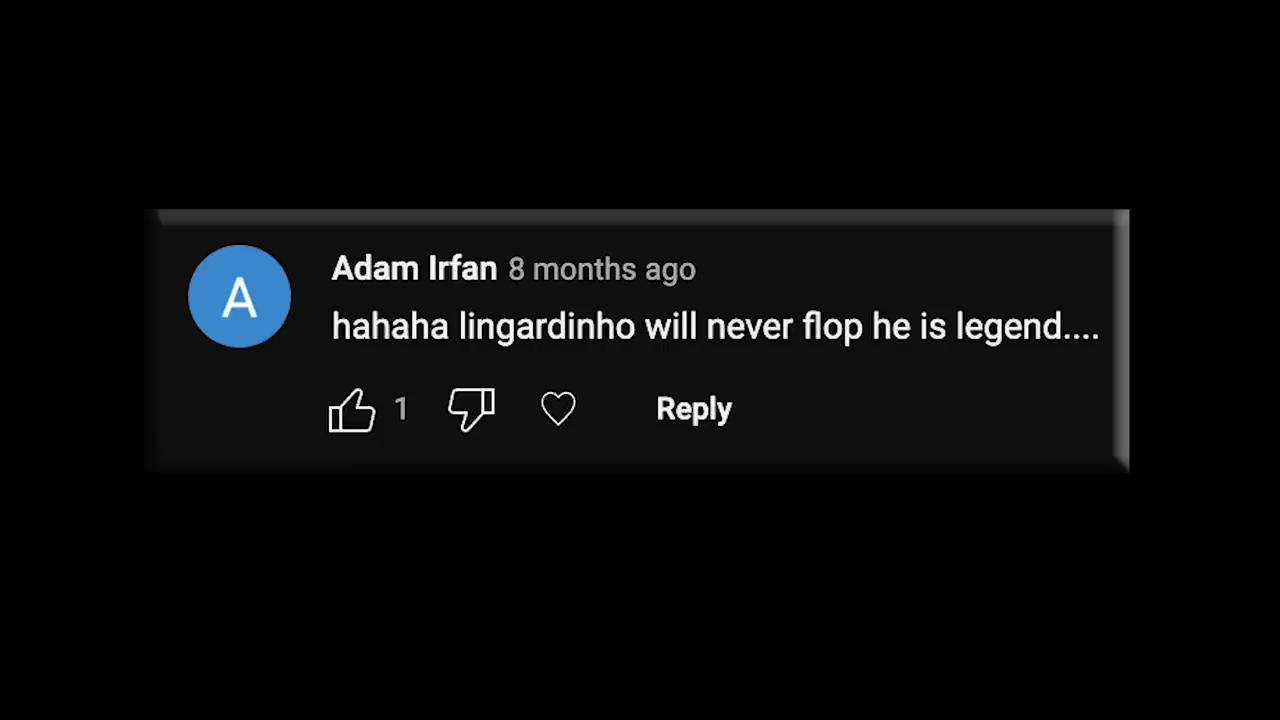 A
Adam Irfan 8 months ago
hahaha lingardinho will never flop he is legend....
1 Reply